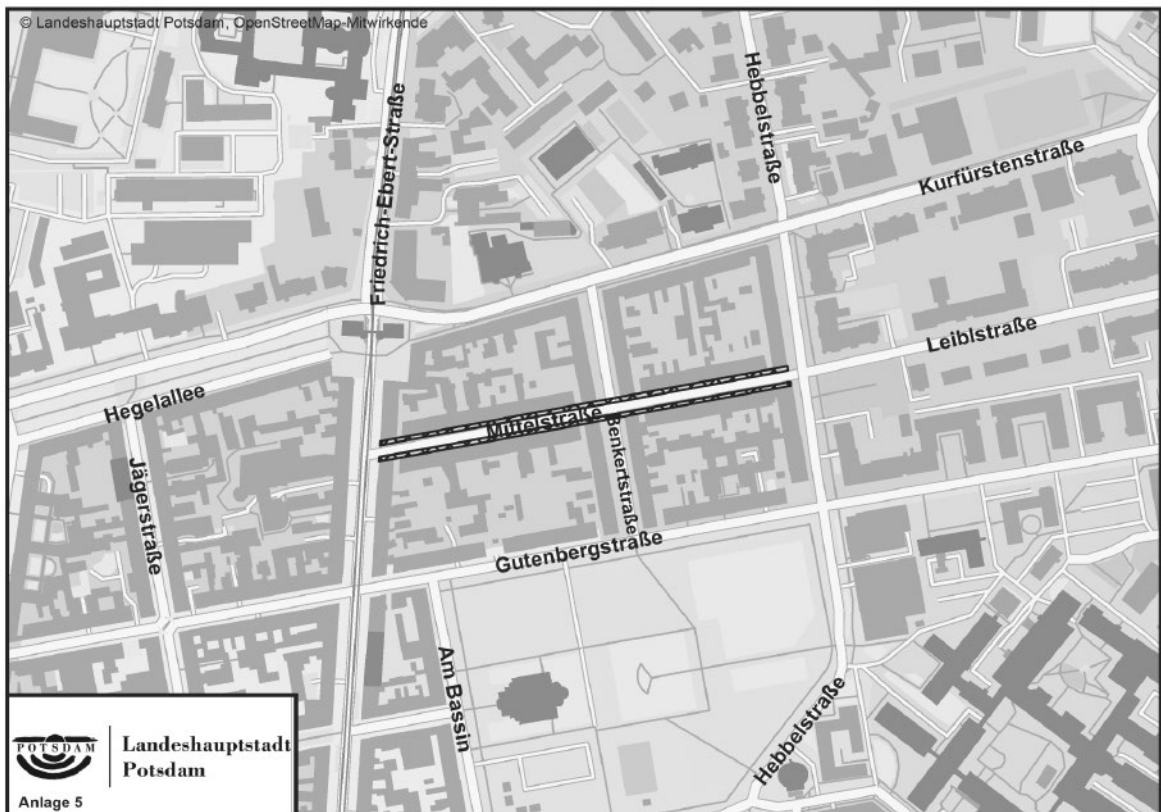 © Landeshauptstadt Potsdam, OpenStreetMap-Mitwirkende
Hebbelstraße
Friedrich-Ebert-Straße
Kurfürstenstraße
Leiblstraße
Hegelallee
Mittelstraße
Benkertstraße
Jägerstraße
Gutenbergstraße
Am Bassin
Hebbelstraße
POTSDAM
Landeshauptstadt
Potsdam
Anlage 5